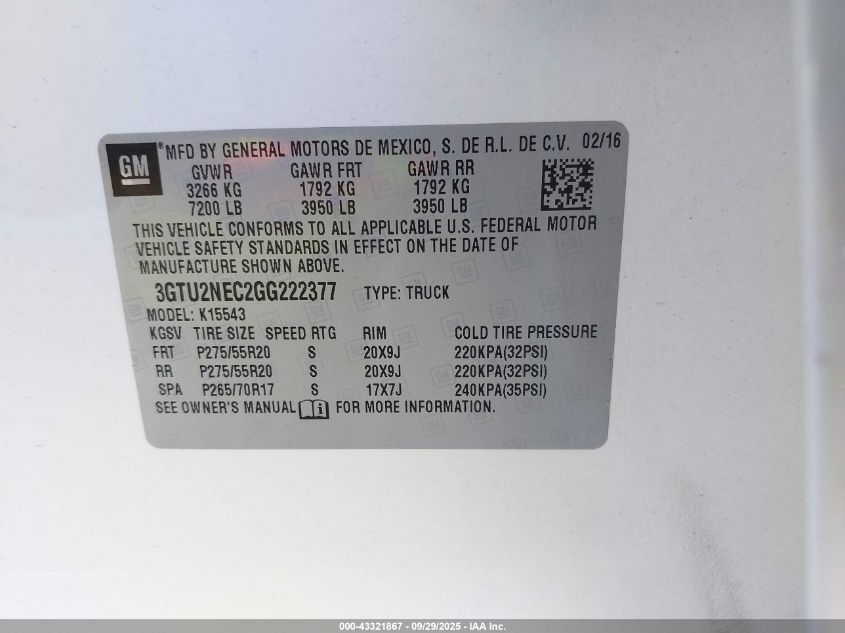 GM
® MFD BY GENERAL MOTORS DE MEXICO, S. DE R.L. DE C.V. 02/16
GVWR GAWR FRT GAWR RR
3266 KG 1792 KG 1792 KG
7200 LB 3950 LB 3950 LB
THIS VEHICLE CONFORMS TO ALL APPLICABLE U.S. FEDERAL MOTOR
VEHICLE SAFETY STANDARDS IN EFFECT ON THE DATE OF
MANUFACTURE SHOWN ABOVE.
3GTU2NEC2GG222377 TYPE: TRUCK
MODEL: K15543
KGSV TIRE SIZE SPEED RTG RIM COLD TIRE PRESSURE
FRT P275/55R20 S 20X9J 220KPA(32PSI)
RR P275/55R20 S 20X9J 220KPA(32PSI)
SPA P265/70R17 S 17X7J 240KPA(35PSI)
SEE OWNER'S MANUAL i FOR MORE INFORMATION.
000-43321867 - 09/29/2025 - IAA Inc.